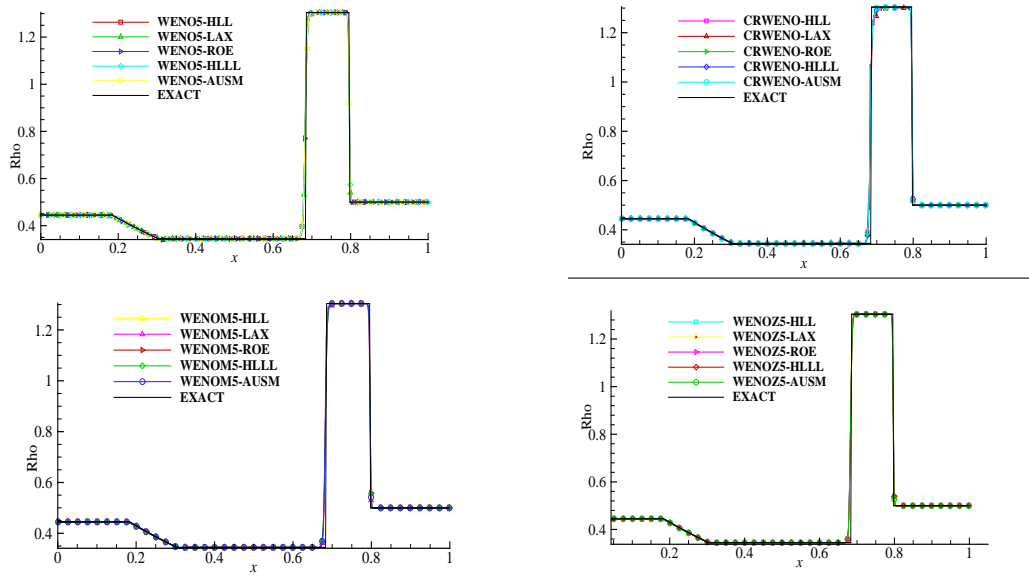 WENO5-HLL
WENO5-LAX
WENO5-ROE
WENO5-HLLL
WENO5-AUSM
EXACT
1.2
1
0.8
0.6
0.4
Rho
0 0.2 0.4 0.6 0.8 1
x
CRWENO-HLL
CRWENO-LAX
CRWENO-ROE
CRWENO-HLLL
CRWENO-AUSM
EXACT
1.2
1
0.8
0.6
0.4
Rho
0 0.2 0.4 0.6 0.8 1
x
WENOM5-HLL
WENOM5-LAX
WENOM5-ROE
WENOM5-HLLL
WENOM5-AUSM
EXACT
1.2
1
0.8
0.6
0.4
Rho
0 0.2 0.4 0.6 0.8 1
x
WENOZ5-HLL
WENOZ5-LAX
WENOZ5-ROE
WENOZ5-HLLL
WENOZ5-AUSM
EXACT
1.2
1
0.8
0.6
0.4
Rho
0.2 0.4 0.6 0.8 1
x